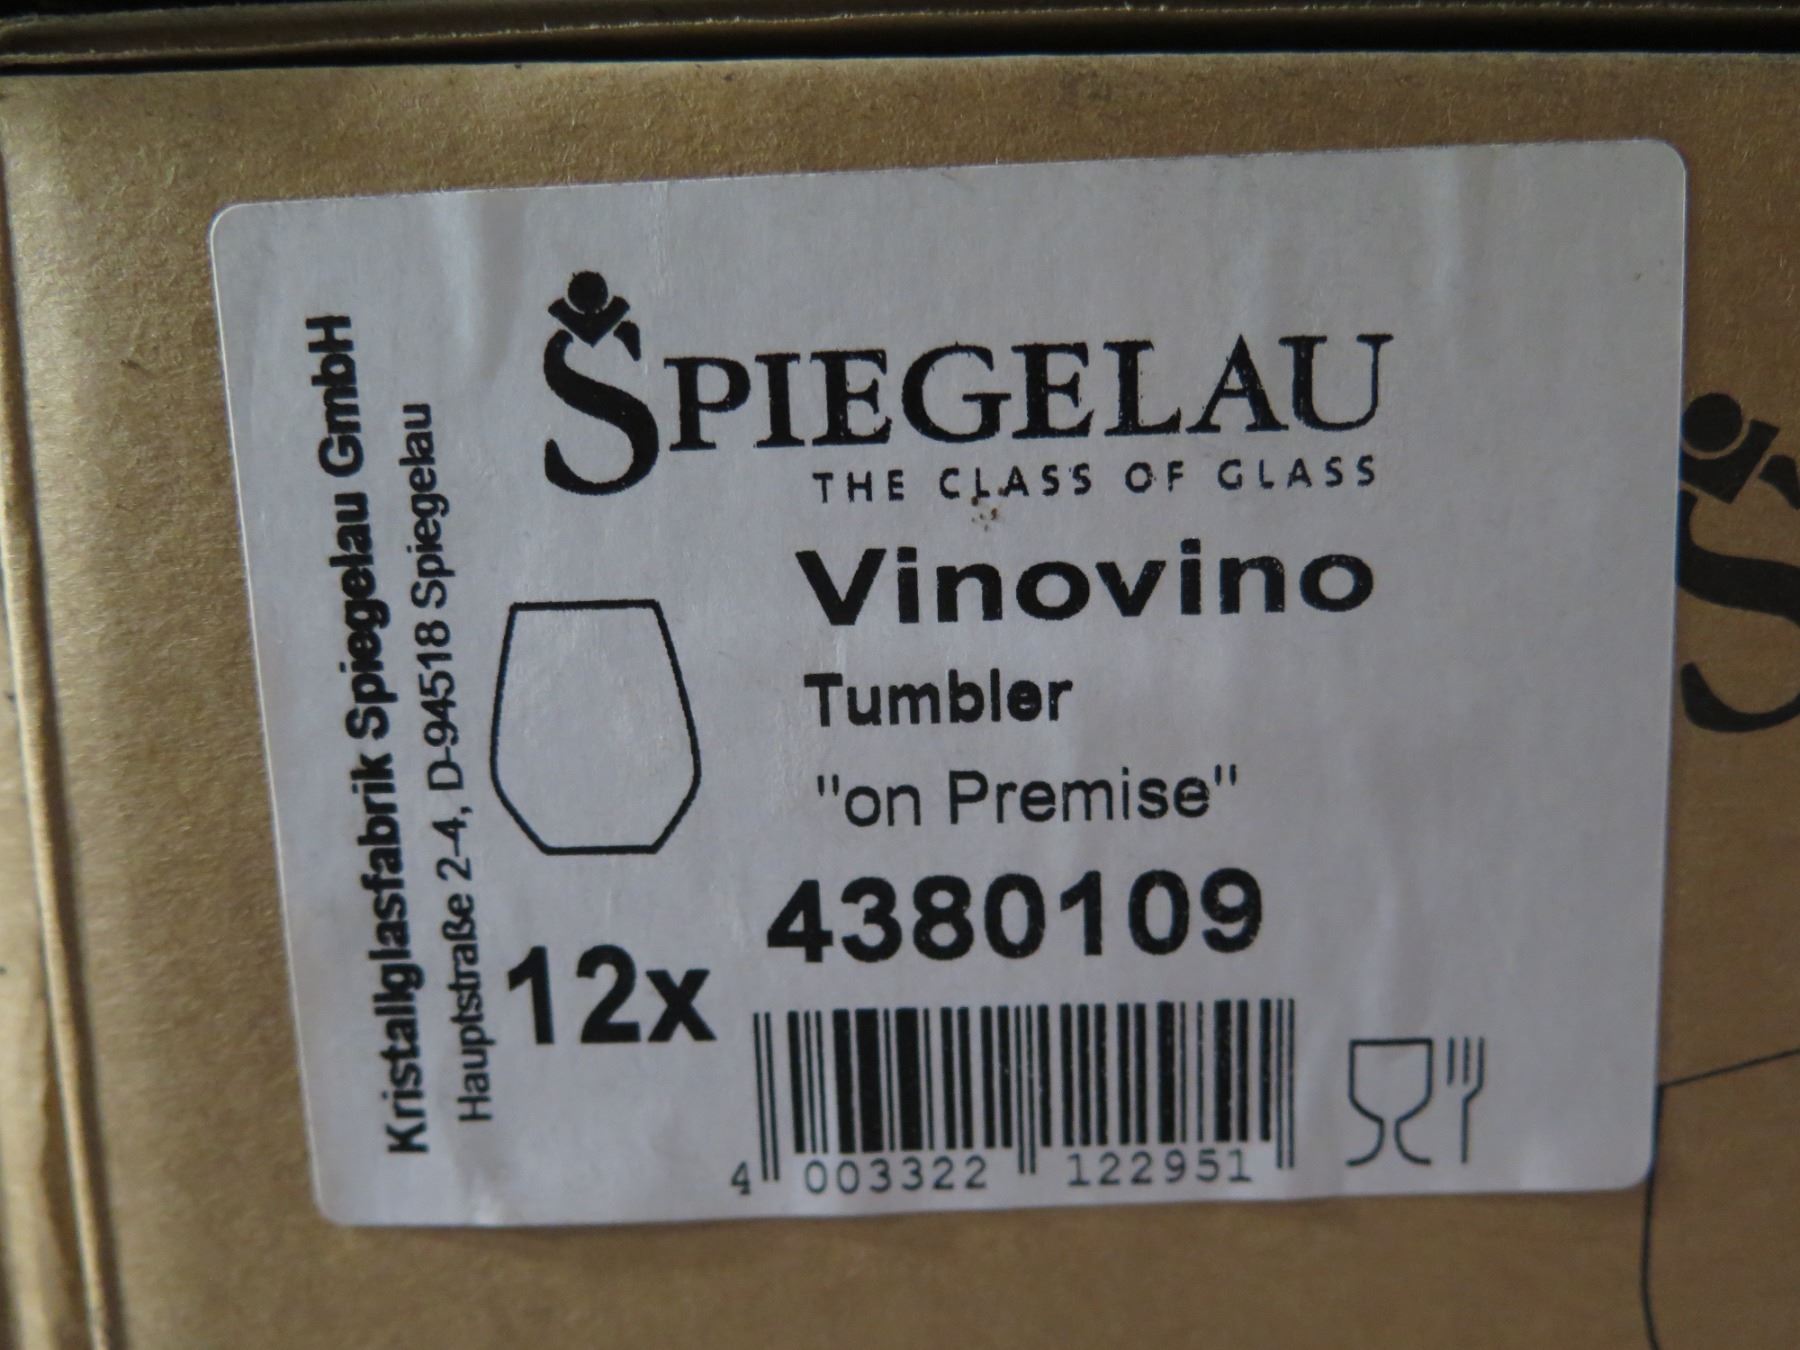 Kristallglasfabrik Spiegelau GmbH
Hauptstraße 2-4, D-94518 Spiegelau
SPIEGELAU
THE CLASS OF GLASS
Vinovino
Tumbler
"on Premise"
4380109
12x
4 003322 122951
S